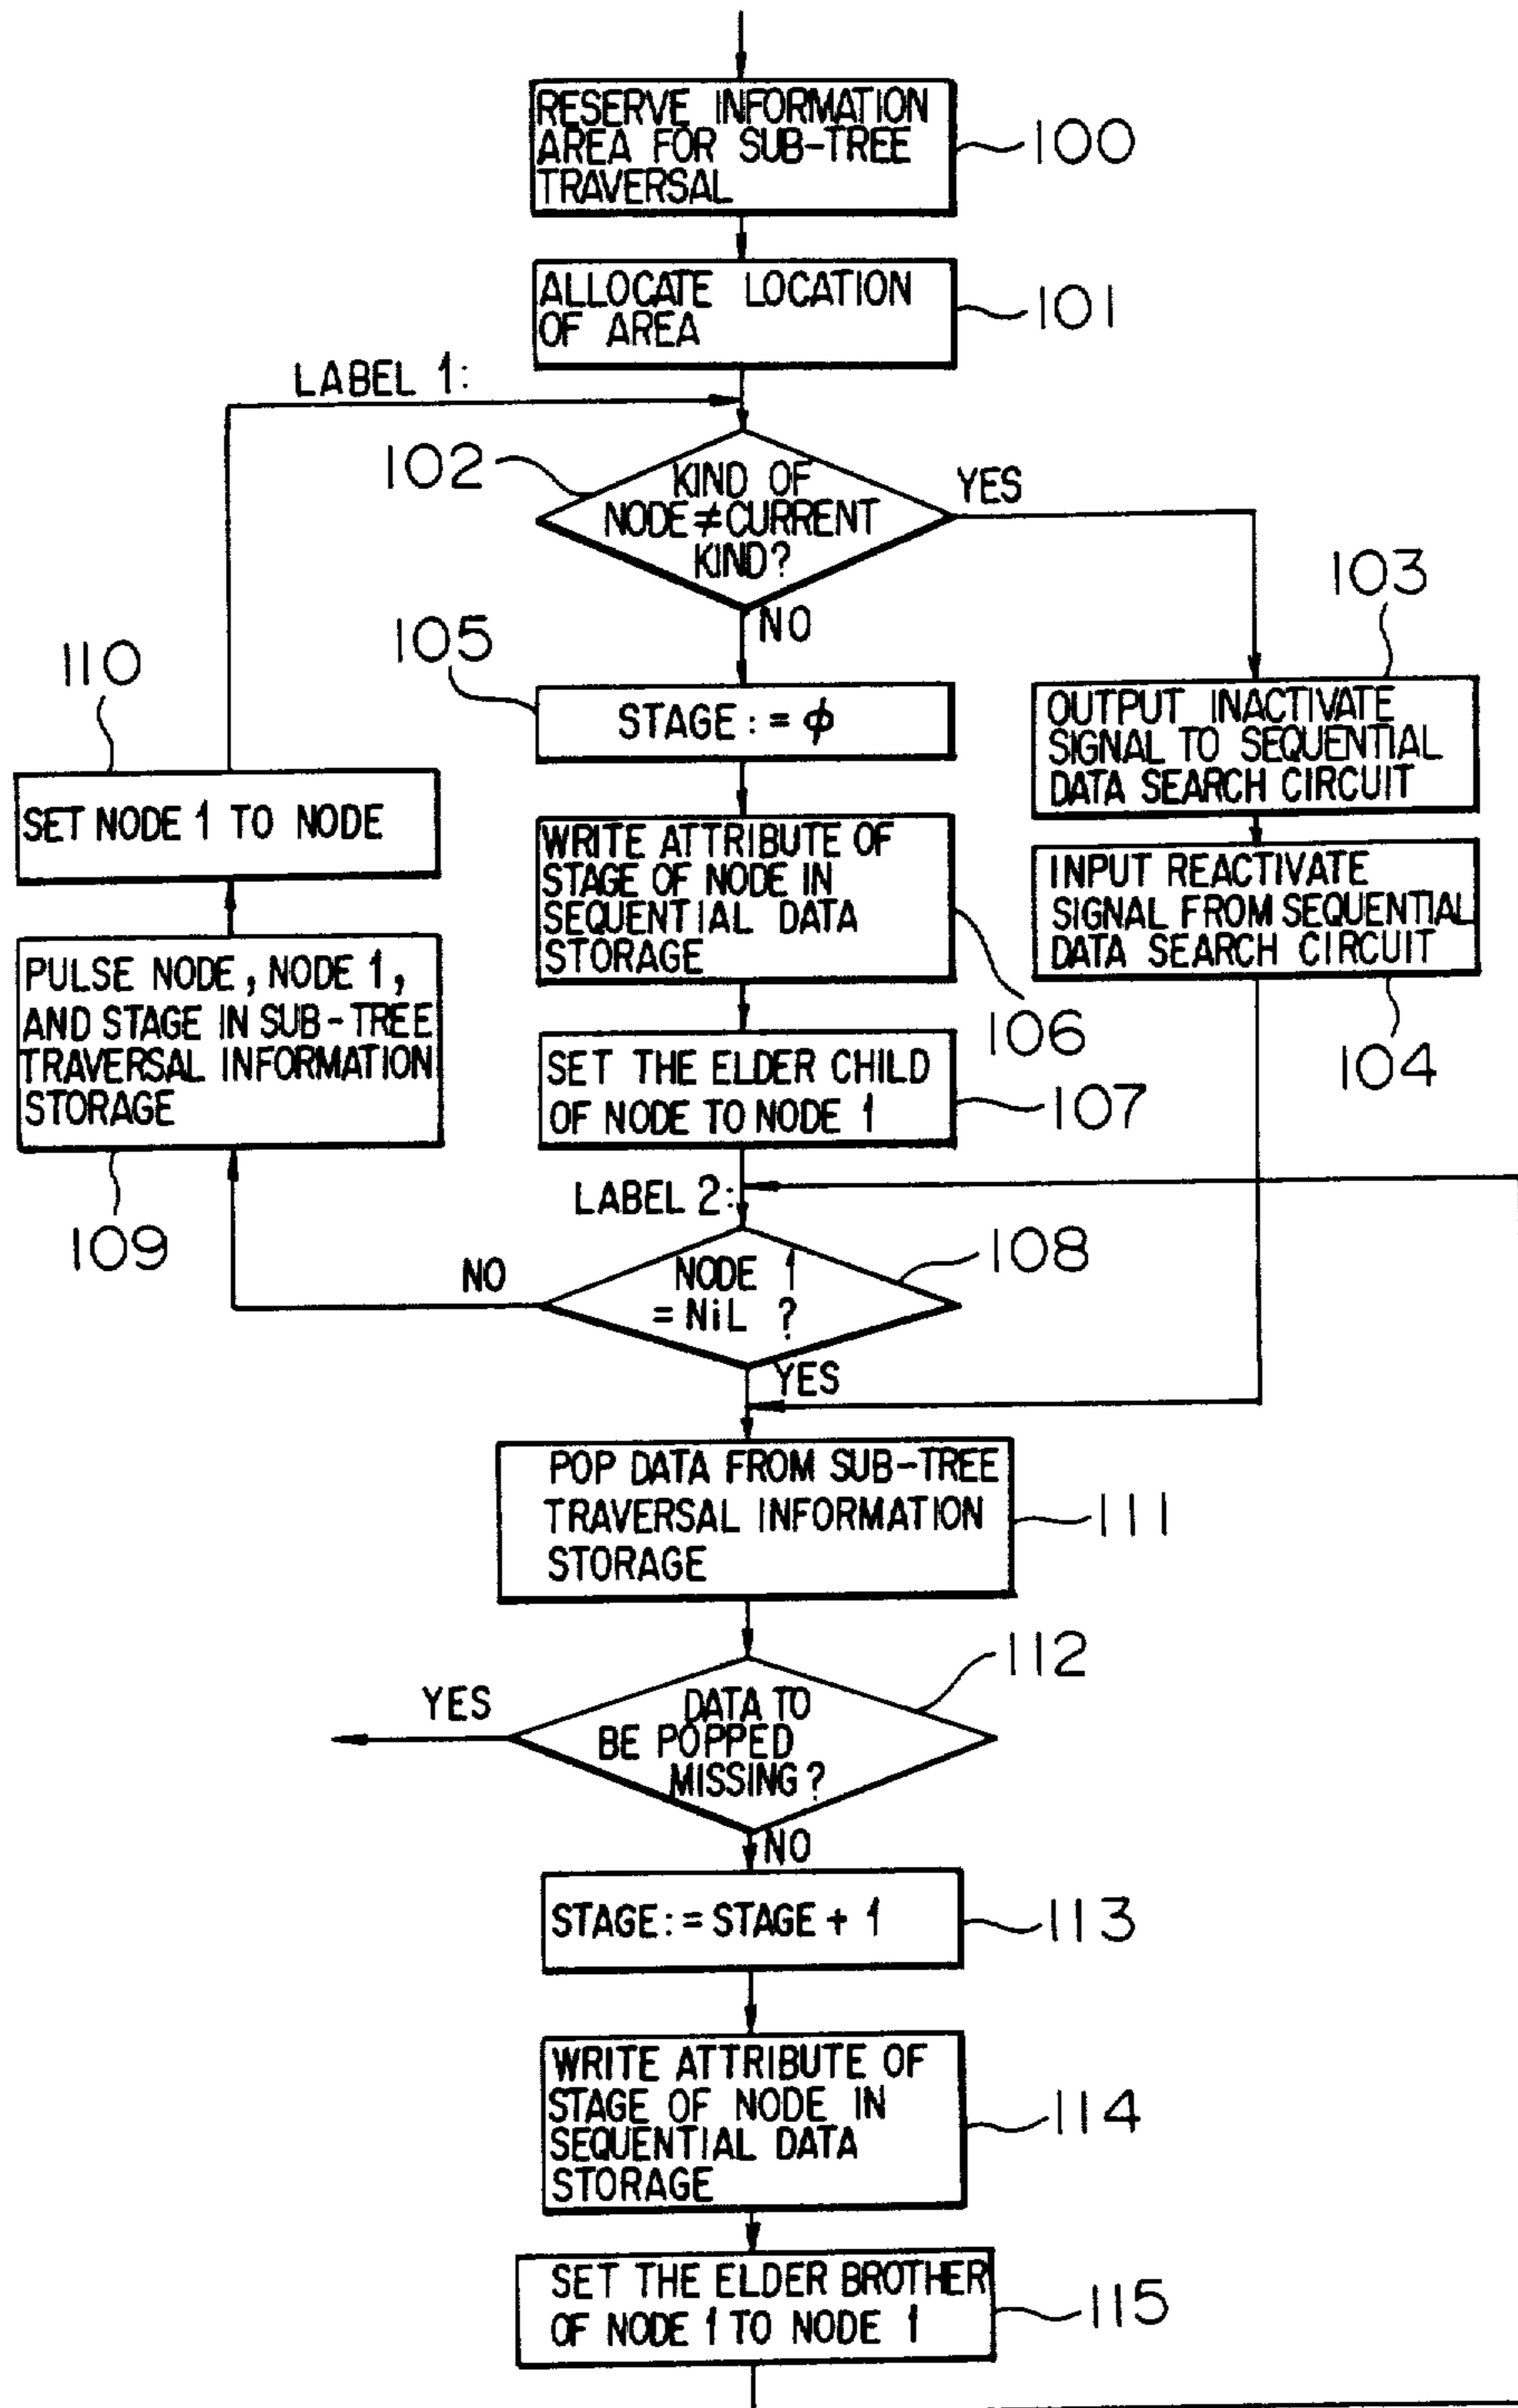 RESERVE INFORMATION
AREA FOR SUB-TREE
TRAVERSAL
100
ALLOCATE LOCATION
OF AREA
101
LABEL 1:
102
KIND OF
NODE≠CURRENT
KIND?
YES
NO
103
OUTPUT INACTIVATE
SIGNAL TO SEQUENTIAL
DATA SEARCH CIRCUIT
INPUT REACTIVATE
SIGNAL FROM SEQUENTIAL
DATA SEARCH CIRCUIT
104
105
STAGE := ϕ
WRITE ATTRIBUTE OF
STAGE OF NODE IN
SEQUENTIAL DATA
STORAGE
106
SET THE ELDER CHILD
OF NODE TO NODE 1
107
110
SET NODE 1 TO NODE
PULSE NODE, NODE 1,
AND STAGE IN SUB-TREE
TRAVERSAL INFORMATION
STORAGE
109
LABEL 2:
NODE 1
= NiL ?
108
NO
YES
POP DATA FROM SUB-TREE
TRAVERSAL INFORMATION
STORAGE
111
DATA TO
BE POPPED
MISSING?
112
YES
NO
STAGE := STAGE + 1
113
WRITE ATTRIBUTE OF
STAGE OF NODE IN
SEQUENTIAL DATA
STORAGE
114
SET THE ELDER BROTHER
OF NODE 1 TO NODE 1
115